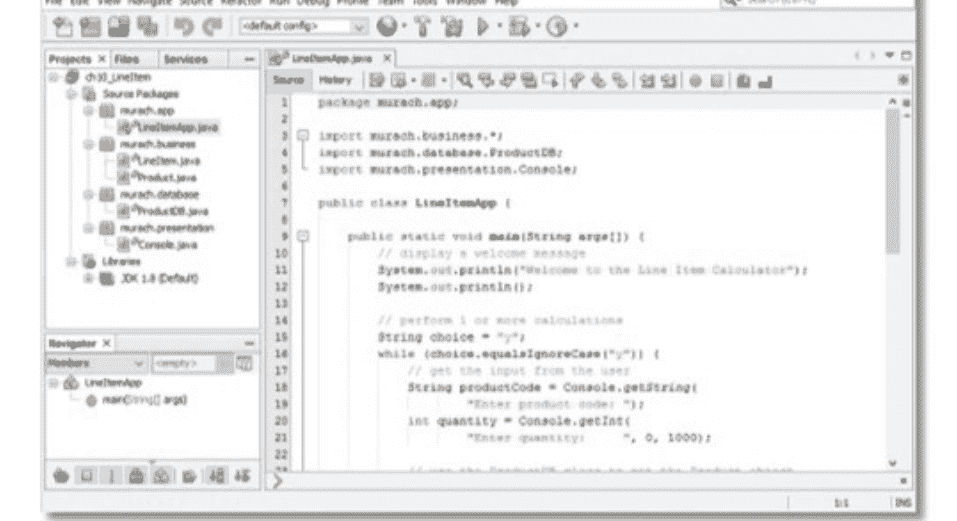 File Edit View Navigate Source Refactor Run Debug Profile Team Tools Window Help
<default config>
Projects Files Services
ch10_LineItem
Source Packages
murach.app
LineItemApp.java
murach.business
LineItem.java
Product.java
murach.database
ProductDB.java
murach.presentation
Console.java
Libraries
JDK 1.8 (Default)
Navigator
Members <empty>
LineItemApp
main(String[] args)
LineItemApp.java
Source History
1 package murach.app;
2
3 import murach.business.*;
4 import murach.database.ProductDB;
5 import murach.presentation.Console;
6
7 public class LineItemApp {
8
9 public static void main(String args[]) {
10 // display a welcome message
11 System.out.println("Welcome to the Line Item Calculator");
12 System.out.println();
13
14 // perform 1 or more calculations
15 String choice = "y";
16 while (choice.equalsIgnoreCase("y")) {
17 // get the input from the user
18 String productCode = Console.getString(
19 "Enter product code: ");
20 int quantity = Console.getInt(
21 "Enter quantity: ", 0, 1000);
22
1:1 INS